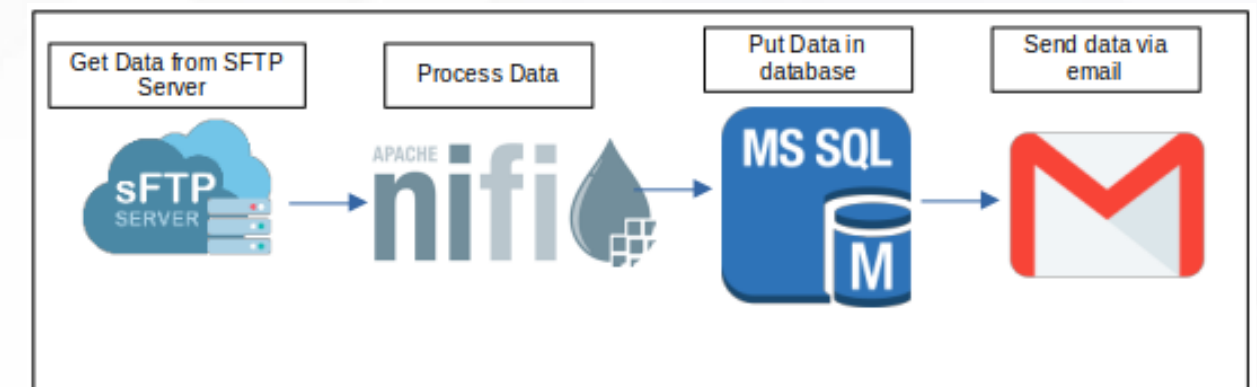 Get Data from SFTP
Server
Process Data
Put Data in
database
Send data via
email
sFTP
SERVER
APACHE
nifi
MS SQL
M